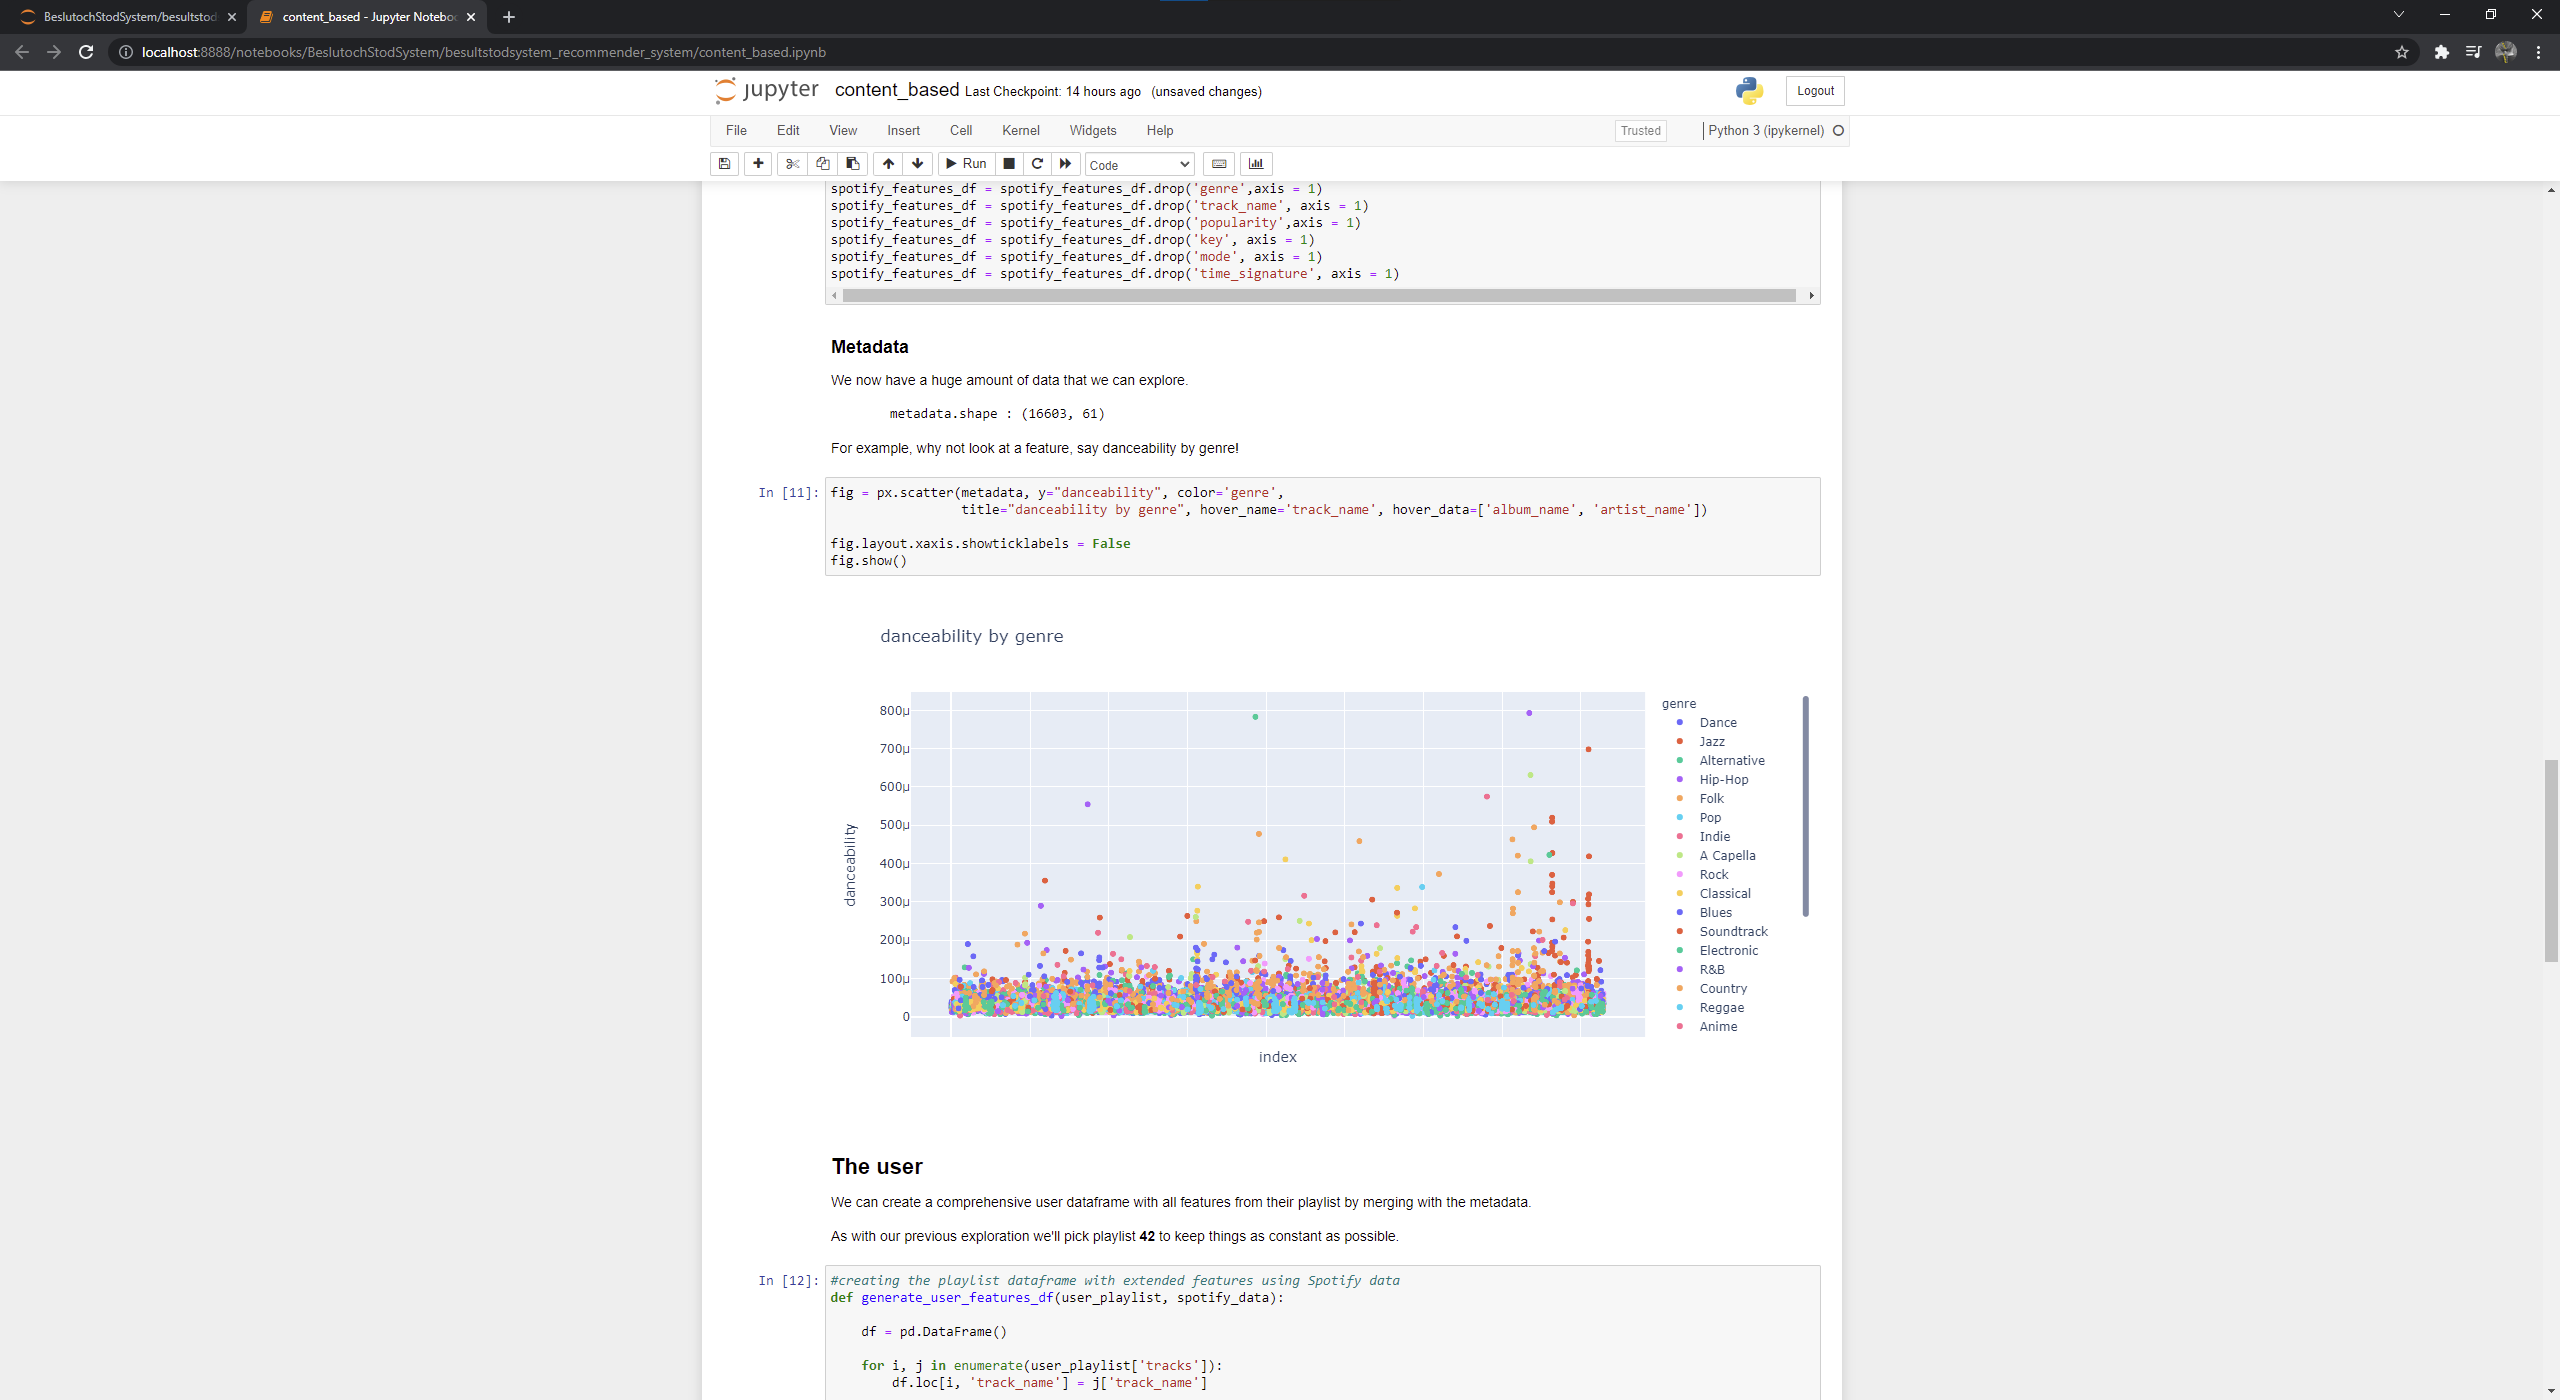 BeslutochStodSystem/besultstod
content_based - Jupyter Notebo
localhost:8888/notebooks/BeslutochStodSystem/besultstodsystem_recommender_system/content_based.ipynb
jupyter content_based Last Checkpoint: 14 hours ago (unsaved changes)
Logout
File Edit View Insert Cell Kernel Widgets Help
Trusted Python 3 (ipykernel)
Run Code
spotify_features_df = spotify_features_df.drop('genre',axis = 1)
spotify_features_df = spotify_features_df.drop('track_name', axis = 1)
spotify_features_df = spotify_features_df.drop('popularity',axis = 1)
spotify_features_df = spotify_features_df.drop('key', axis = 1)
spotify_features_df = spotify_features_df.drop('mode', axis = 1)
spotify_features_df = spotify_features_df.drop('time_signature', axis = 1)
Metadata
We now have a huge amount of data that we can explore.
metadata.shape : (16603, 61)
For example, why not look at a feature, say danceability by genre!
In [11]: fig = px.scatter(metadata, y="danceability", color='genre',
title="danceability by genre", hover_name='track_name', hover_data=['album_name', 'artist_name'])
fig.layout.xaxis.showticklabels = False
fig.show()
danceability by genre
800μ
700μ
600μ
500μ
400μ
300μ
200μ
100μ
0
danceability
index
genre
Dance
Jazz
Alternative
Hip-Hop
Folk
Pop
Indie
A Capella
Rock
Classical
Blues
Soundtrack
Electronic
R&B
Country
Reggae
Anime
The user
We can create a comprehensive user dataframe with all features from their playlist by merging with the metadata.
As with our previous exploration we'll pick playlist 42 to keep things as constant as possible.
In [12]: #creating the playlist dataframe with extended features using Spotify data
def generate_user_features_df(user_playlist, spotify_data):
df = pd.DataFrame()
for i, j in enumerate(user_playlist['tracks']):
df.loc[i, 'track_name'] = j['track_name']